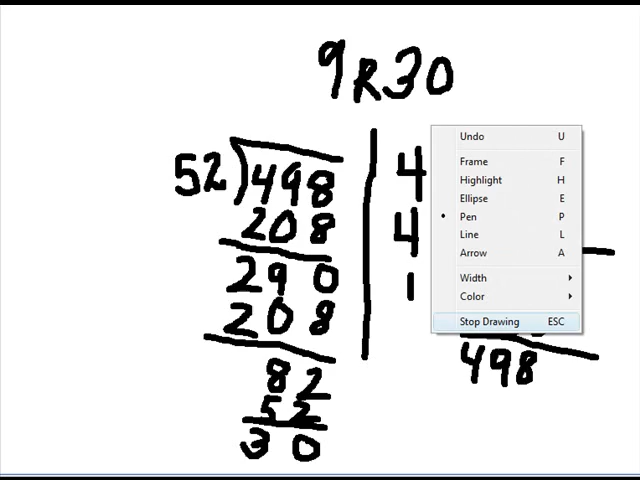 9R30
52)498 4
208 4
290 1
208
82
52
30
498
Undo U
Frame F
Highlight H
Ellipse E
Pen P
Line L
Arrow A
Width
Color
Stop Drawing ESC